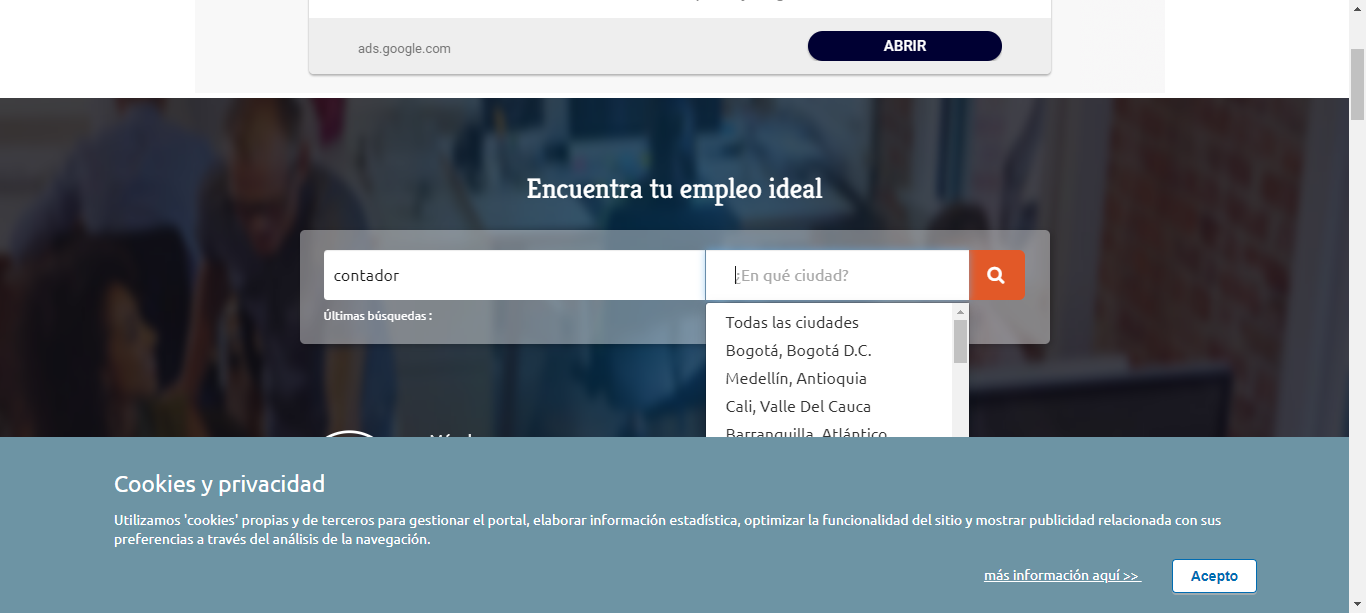 ads.google.com
ABRIR
Encuentra tu empleo ideal
contador
¿En qué ciudad?
Últimas búsquedas :
Todas las ciudades
Bogotá, Bogotá D.C.
Medellín, Antioquia
Cali, Valle Del Cauca
Barranquilla, Atlántico
Cookies y privacidad
Utilizamos 'cookies' propias y de terceros para gestionar el portal, elaborar información estadística, optimizar la funcionalidad del sitio y mostrar publicidad relacionada con sus
preferencias a través del análisis de la navegación.
más información aquí >>
Acepto